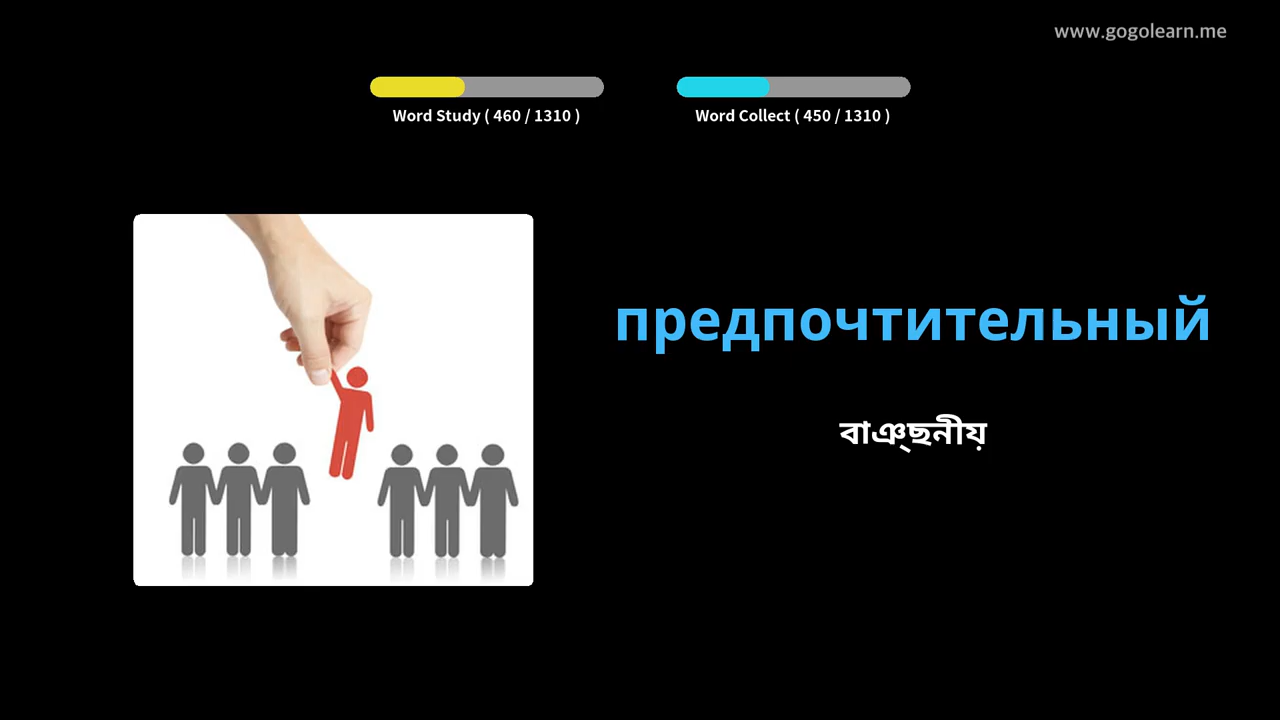 www.gogolearn.me
Word Study ( 460 / 1310 )
Word Collect ( 450 / 1310 )
предпочтительный
বাঞ্ছনীয়